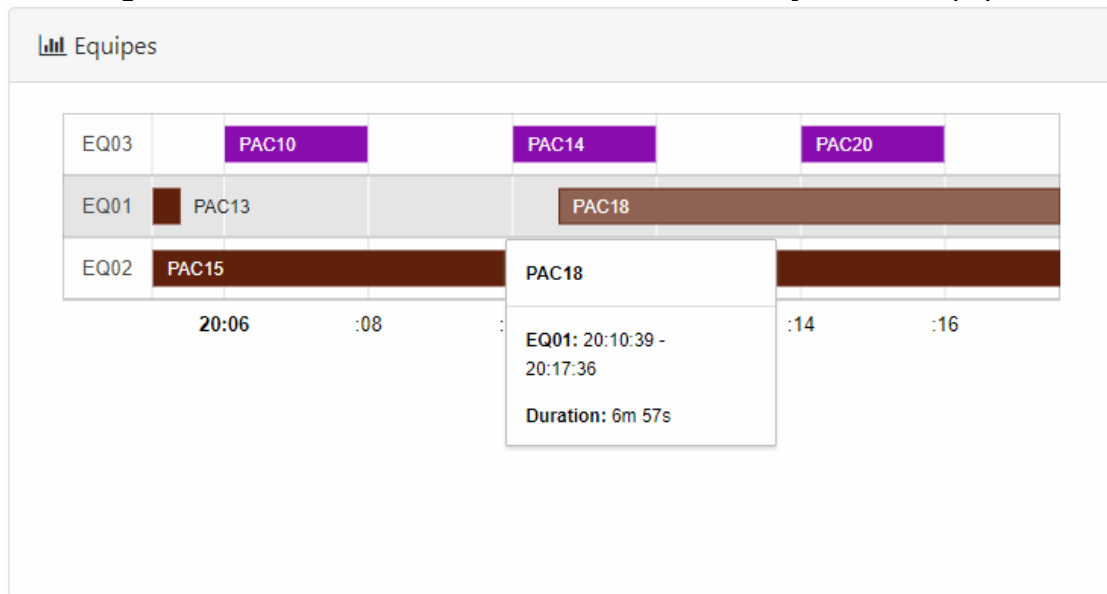 Equipes
EQ03 PAC10 PAC14 PAC20
EQ01 PAC13 PAC18
EQ02 PAC15
20:06 :08 : :14 :16
PAC18
EQ01: 20:10:39 -
20:17:36
Duration: 6m 57s